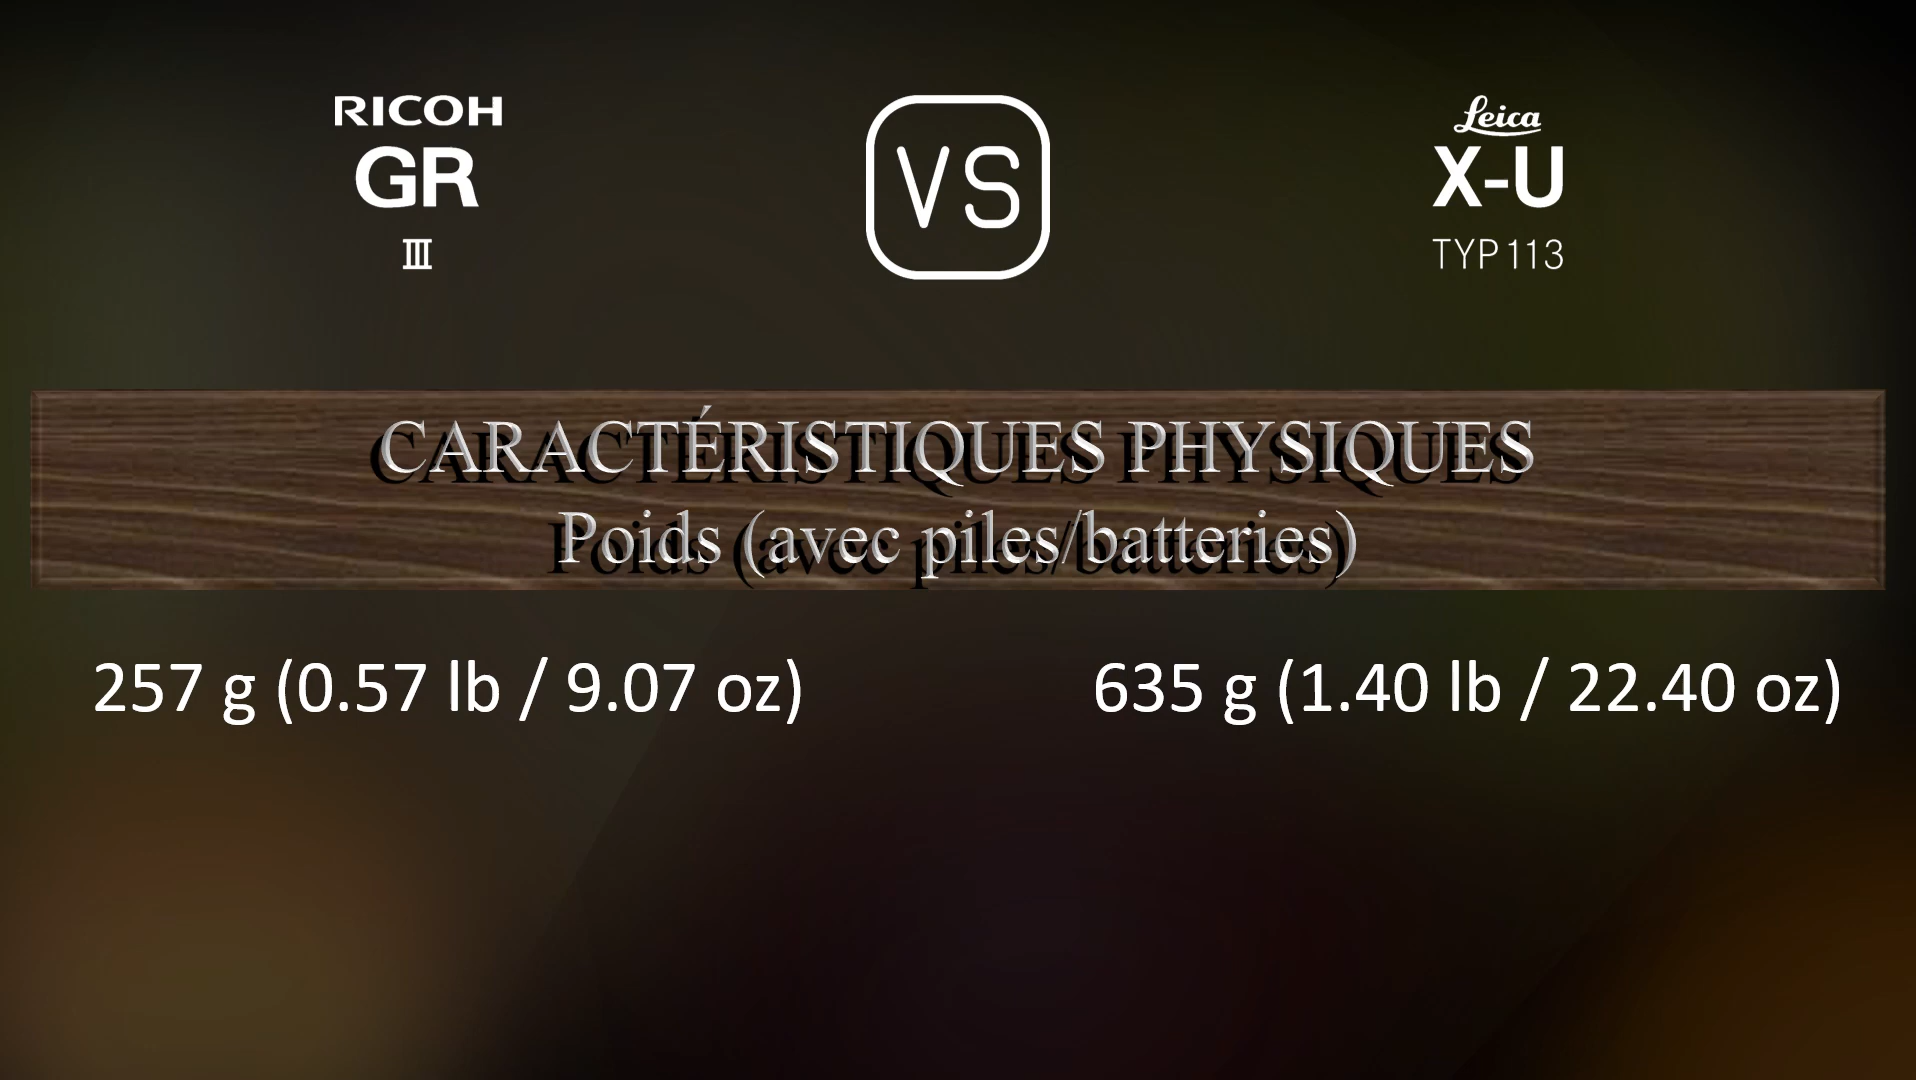 RICOH
GR
III
VS
Leica
X-U
TYP 113
CARACTÉRISTIQUES PHYSIQUES
Poids (avec piles/batteries)
257 g (0.57 lb / 9.07 oz)
635 g (1.40 lb / 22.40 oz)